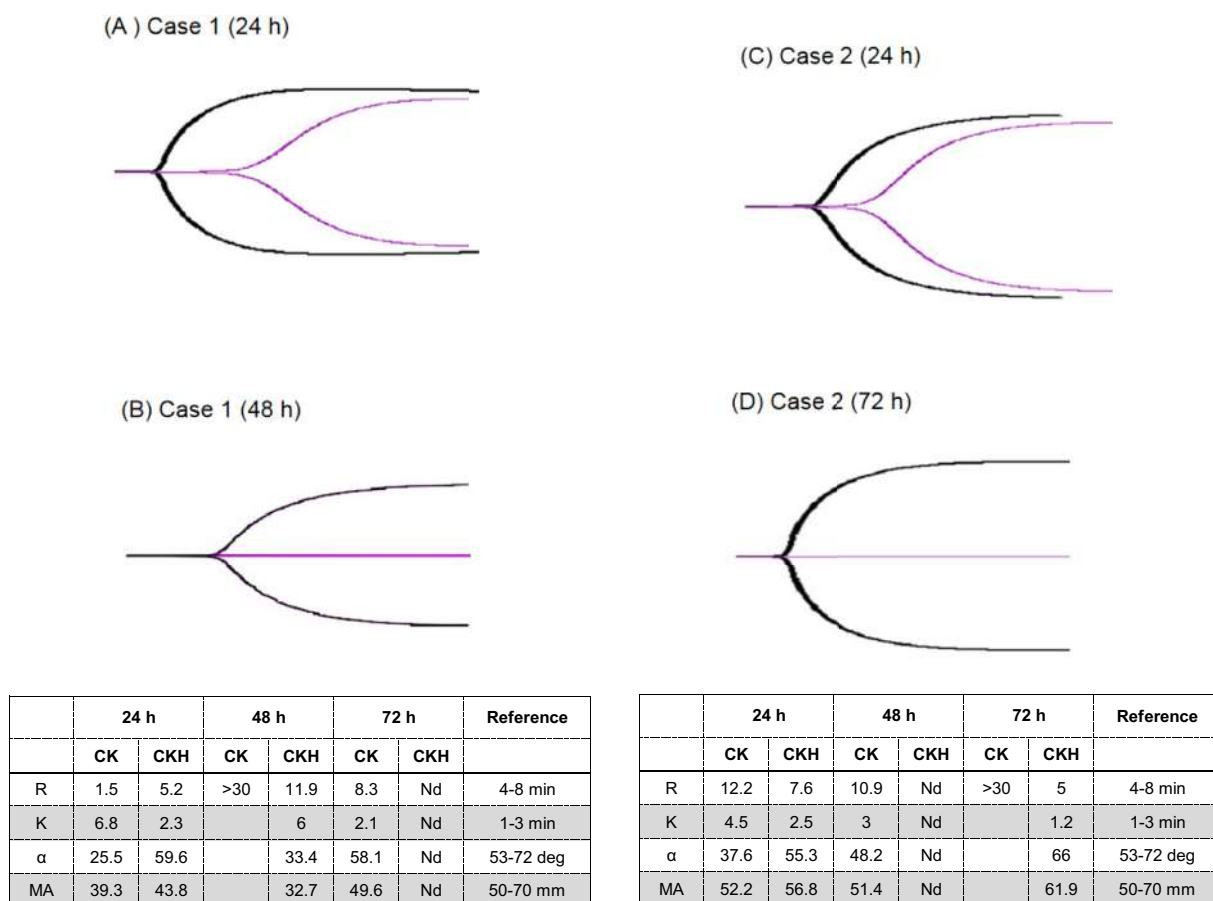 (A ) Case 1 (24 h)
(C) Case 2 (24 h)
(B) Case 1 (48 h)
(D) Case 2 (72 h)
24 h 48 h 72 h Reference
CK CKH CK CKH CK CKH
R 1.5 5.2 >30 11.9 8.3 Nd 4-8 min
K 6.8 2.3 6 2.1 Nd 1-3 min
α 25.5 59.6 33.4 58.1 Nd 53-72 deg
MA 39.3 43.8 32.7 49.6 Nd 50-70 mm
24 h 48 h 72 h Reference
CK CKH CK CKH CK CKH
R 12.2 7.6 10.9 Nd >30 5 4-8 min
K 4.5 2.5 3 Nd 1.2 1-3 min
α 37.6 55.3 48.2 Nd 66 53-72 deg
MA 52.2 56.8 51.4 Nd 61.9 50-70 mm